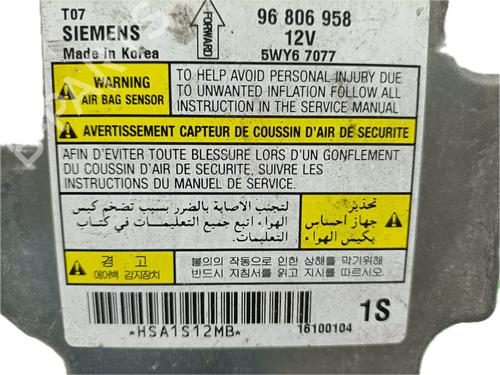 T07
SIEMENS
Made in Korea
FORWARD
96 806 958
12V
5WY6 7077
WARNING
AIR BAG SENSOR
TO HELP AVOID PERSONAL INJURY DUE
TO UNWANTED INFLATION FOLLOW ALL
INSTRUCTION IN THE SERVICE MANUAL
AVERTISSEMENT CAPTEUR DE COUSSIN D'AIR DE SECURITE
AFIN D'EVITER TOUTE BLESSURE LORS D'UN GONFLEMENT
DU COUSSIN D'AIR DE SECURITE, SUIVRE LES
INSTRUCTIONS DU MANUEL DE SERVICE.
تحذير
جهاز احساس
بكيس الهواء
لتجنب الأصابة بالضرر بسبب تضخم كيس
الهواء اتبع جميع التعليمات في كتاب
التعليمات.
경 고
에어백 감지장치
불의의 작동으로 인한 상해를 막기위해
반드시 지침서를 읽고 지시를 따르십시오.
1S
*HSA1S12MB*
16100104